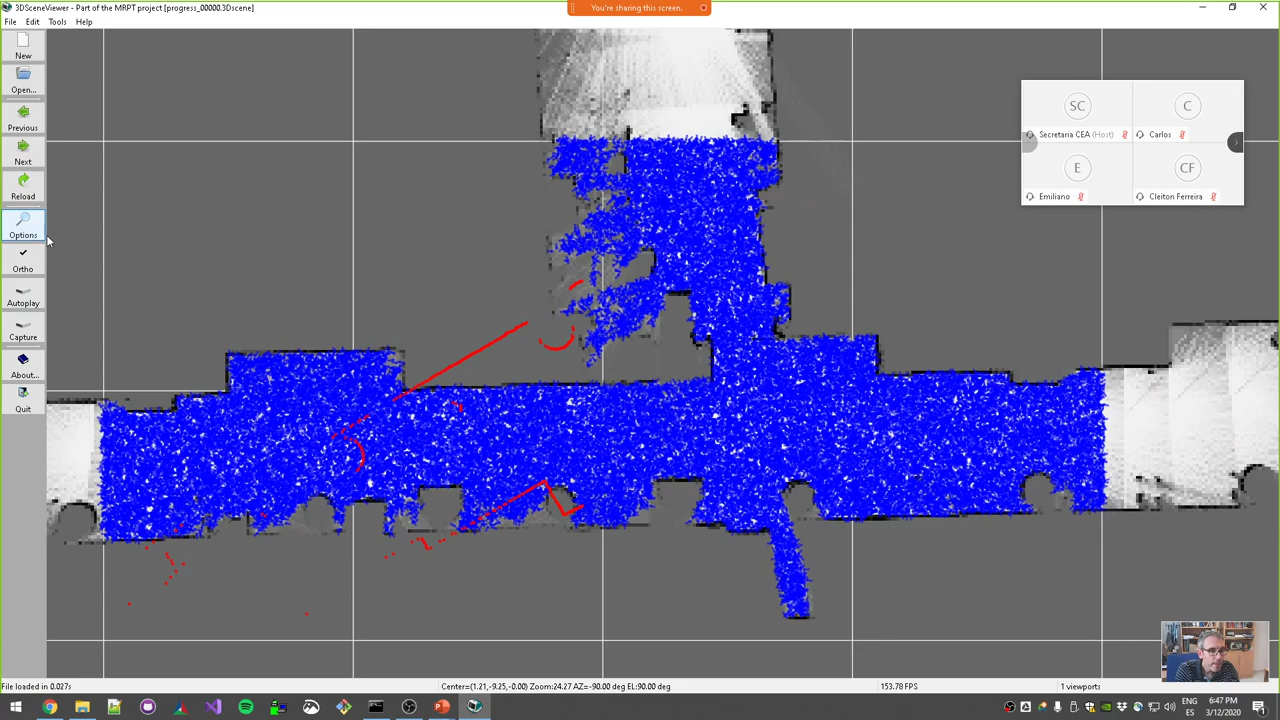 3DSceneViewer - Part of the MRPT project [progress_00000.3Dscene]
You're sharing this screen.
File Edit Tools Help
New
Open...
Previous
Next
Reload
Options
Ortho
Autoplay
Capture
About...
Quit
SC
C
Secretaria CEA (Host)
Carlos
E
CF
Emiliano
Cleiton Ferreira
File loaded in 0.027s
Center=(1.21,-9.25,-0.00) Zoom:24.27 AZ=-90.00 deg EL:90.00 deg
153.78 FPS
1 viewports
ENG
ES
6:47 PM
3/12/2020